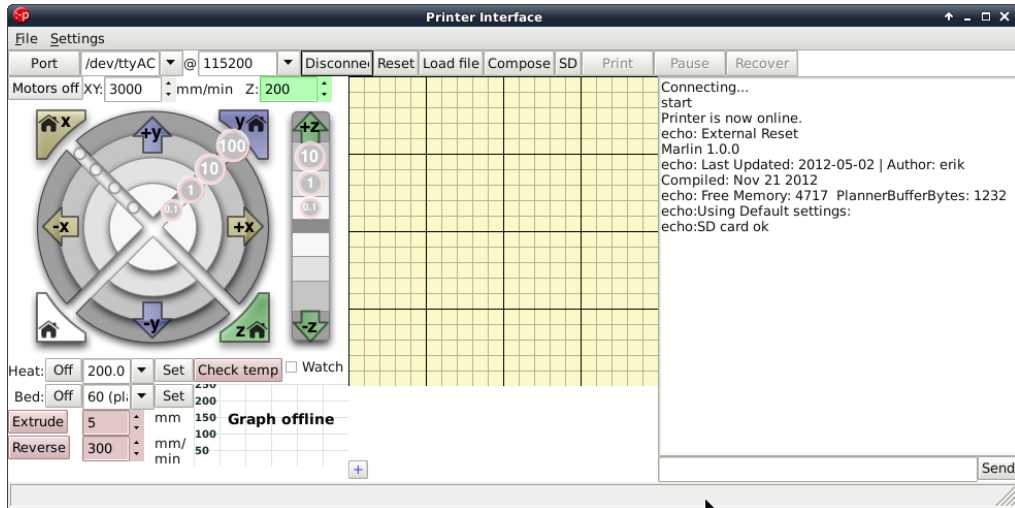 Printer Interface
File Settings
Port /dev/ttyAC @ 115200 Disconne Reset Load file Compose SD Print Pause Recover
Motors off XY: 3000 mm/min Z: 200
x +y y 100 10 1 0.1 -x +x -y z
+z 10 1 0.1 -z
Heat: Off 200.0 Set Check temp Watch
Bed: Off 60 (pla Set
Extrude 5 mm
Reverse 300 mm/
min
250
200
150 Graph offline
100
50
+
Connecting...
start
Printer is now online.
echo: External Reset
Marlin 1.0.0
echo: Last Updated: 2012-05-02 | Author: erik
Compiled: Nov 21 2012
echo: Free Memory: 4717 PlannerBufferBytes: 1232
echo:Using Default settings:
echo:SD card ok
Send